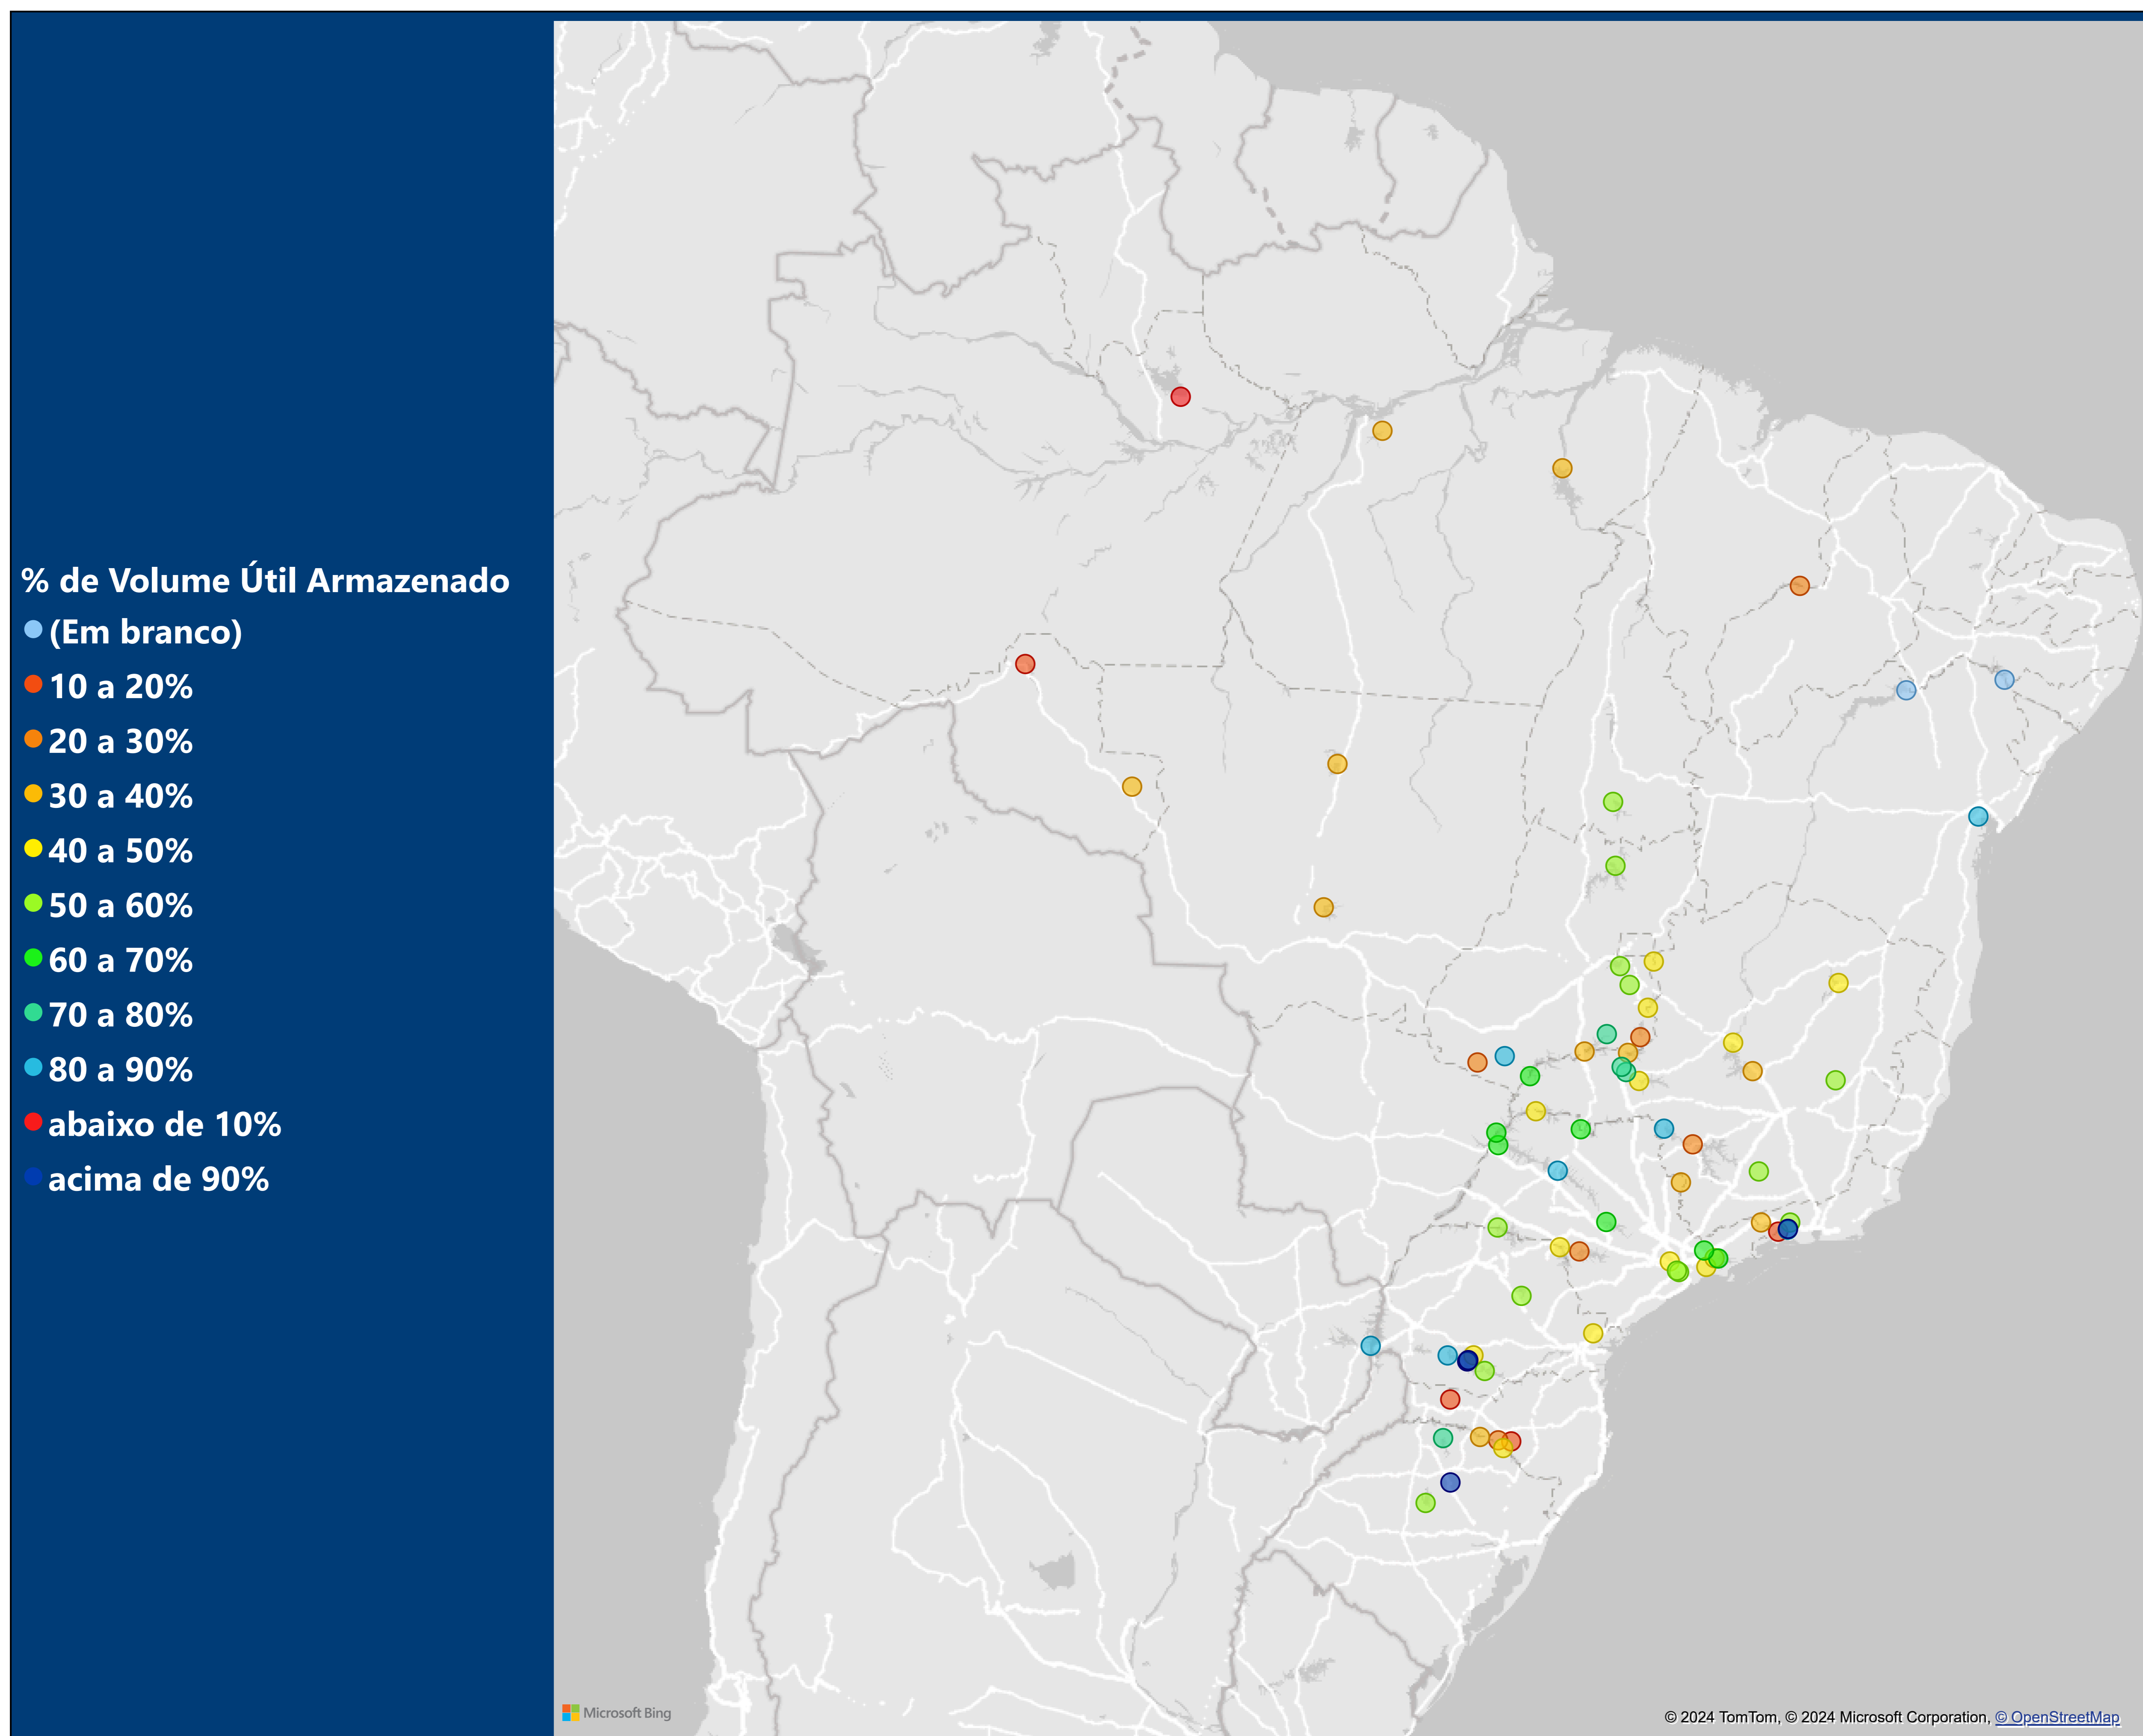 % de Volume Útil Armazenado
(Em branco)
10 a 20%
20 a 30%
30 a 40%
40 a 50%
50 a 60%
60 a 70%
70 a 80%
80 a 90%
abaixo de 10%
acima de 90%
Microsoft Bing
© 2024 TomTom, © 2024 Microsoft Corporation, © OpenStreetMap